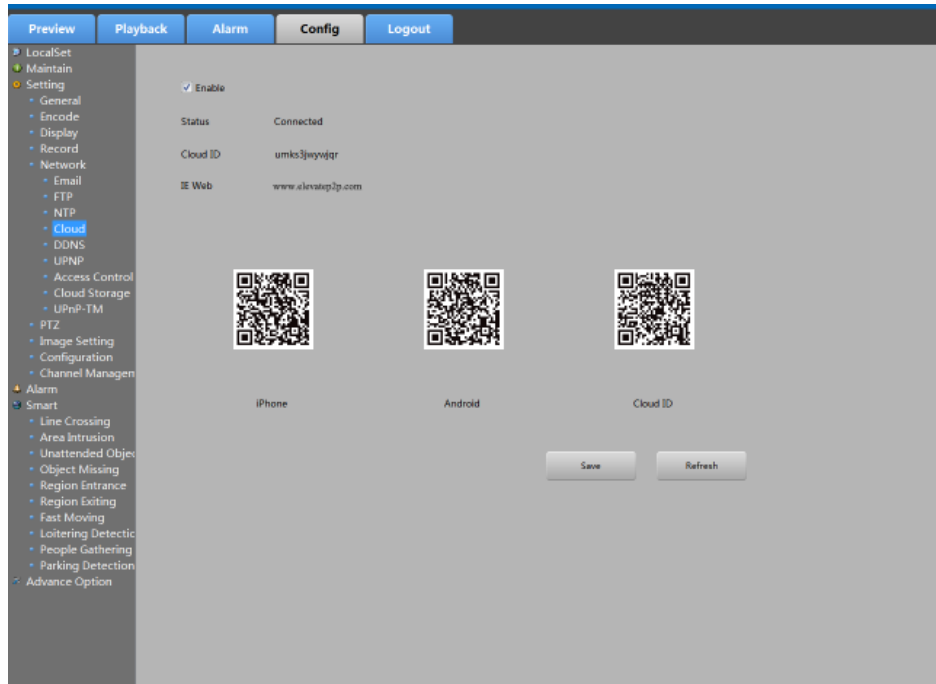 Preview Playback Alarm Config Logout
LocalSet
Maintain
Setting
General
Encode
Display
Record
Network
Email
FTP
NTP
Cloud
DDNS
UPNP
Access Control
Cloud Storage
UPnP-TM
PTZ
Image Setting
Configuration
Channel Managen
Alarm
Smart
Line Crossing
Area Intrusion
Unattended Objec
Object Missing
Region Entrance
Region Exiting
Fast Moving
Loitering Detectic
People Gathering
Parking Detection
Advance Option
Enable
Status Connected
Cloud ID umks3jwywjqr
IE Web www.elevatep2p.com
iPhone Android Cloud ID
Save Refresh